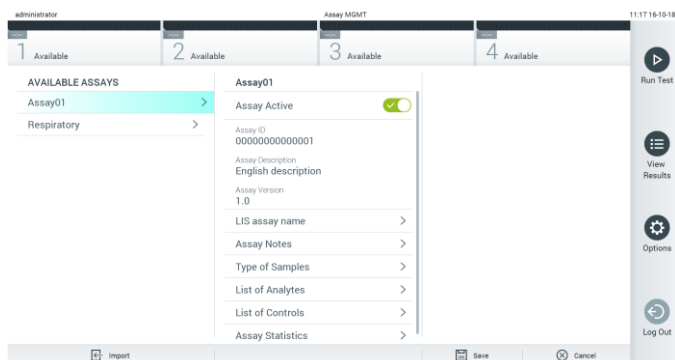 administrator Assay MGMT 11:17 16-10-18
--:-- --:-- --:-- --:--
1 Available 2 Available 3 Available 4 Available
AVAILABLE ASSAYS
Assay01
Respiratory
Assay01
Assay Active
Assay ID
00000000000001
Assay Description
English description
Assay Version
1.0
LIS assay name
Assay Notes
Type of Samples
List of Analytes
List of Controls
Assay Statistics
Run Test
View
Results
Options
Log Out
Import
Save
Cancel